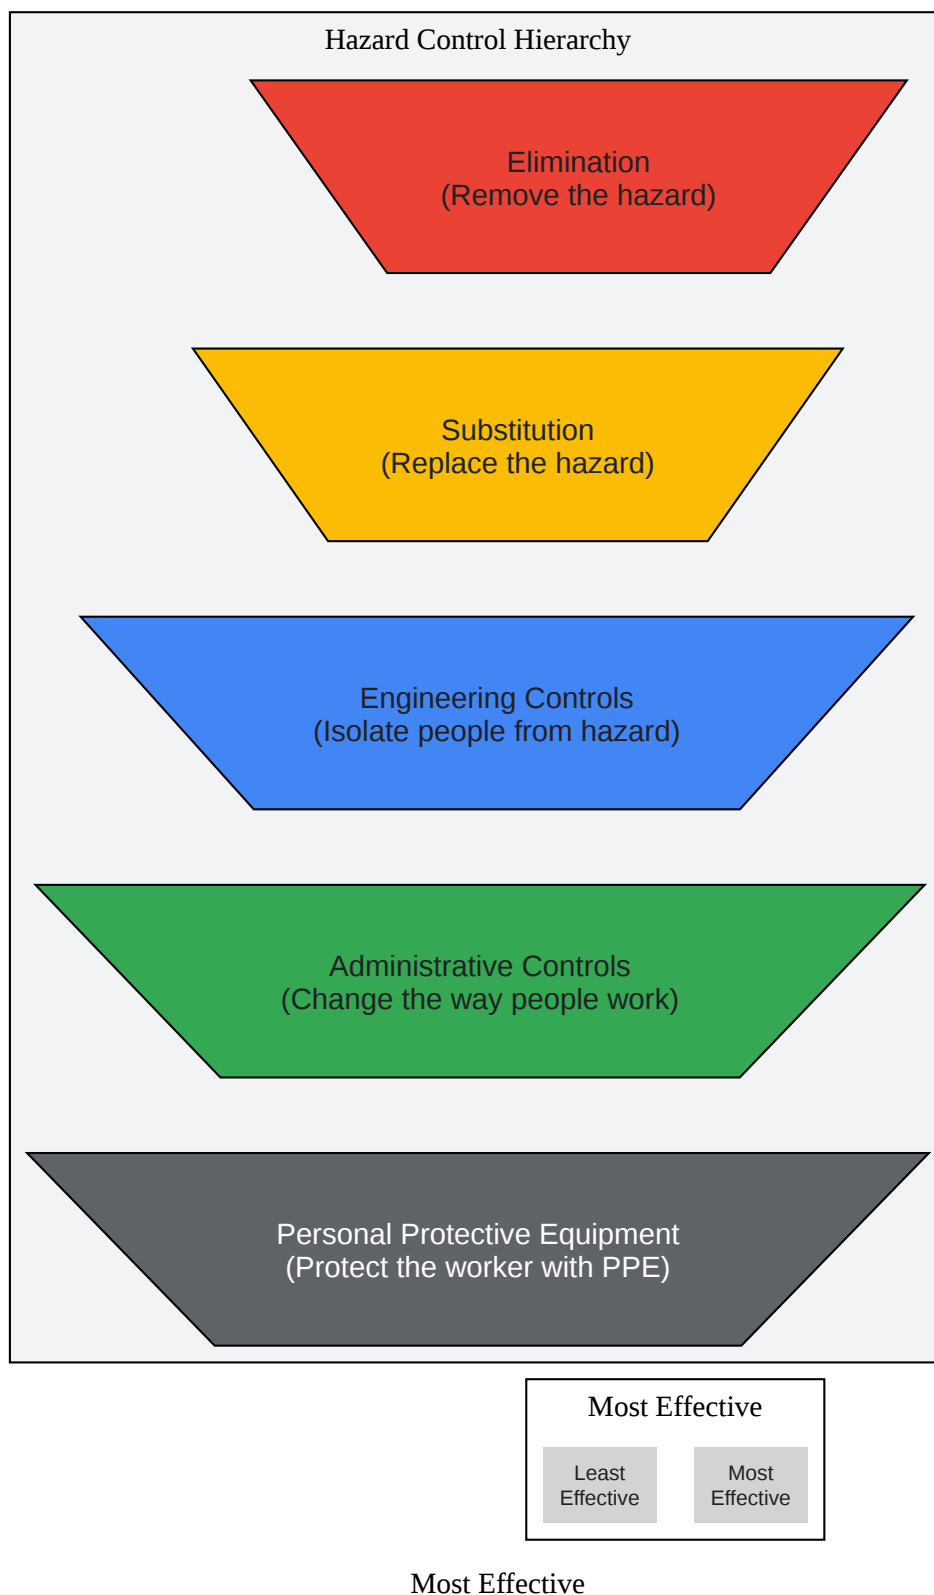 Hazard Control Hierarchy
Elimination
(Remove the hazard)
Substitution
(Replace the hazard)
Engineering Controls
(Isolate people from hazard)
Administrative Controls
(Change the way people work)
Personal Protective Equipment
(Protect the worker with PPE)
Most Effective
Least
Effective
Most
Effective
Most Effective